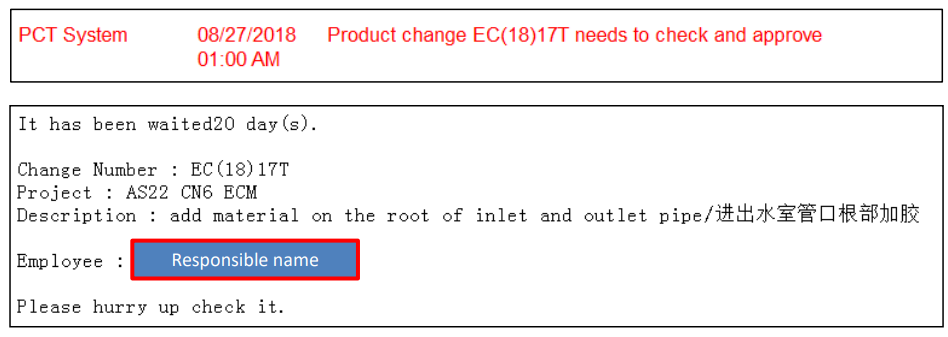 PCT System 08/27/2018 Product change EC(18)17T needs to check and approve
01:00 AM
It has been waited20 day(s).
Change Number : EC(18)17T
Project : AS22 CN6 ECM
Description : add material on the root of inlet and outlet pipe/进出水室管口根部加胶
Employee : Responsible name
Please hurry up check it.